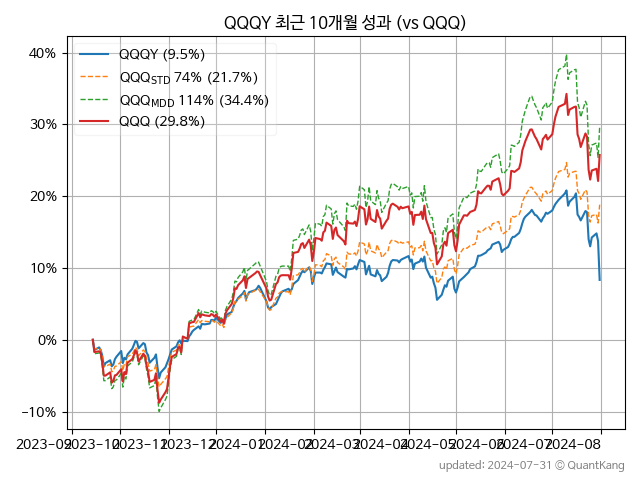 QQQY 최근 10개월 성과 (vs QQQ)
QQQY (9.5%)
QQQSTD 74% (21.7%)
QQQMDD 114% (34.4%)
QQQ (29.8%)
40%
30%
20%
10%
0%
−10%
2023-09 2023-10 2023-11 2023-12 2024-01 2024-02 2024-03 2024-04 2024-05 2024-06 2024-07 2024-08
updated: 2024-07-31 © QuantKang